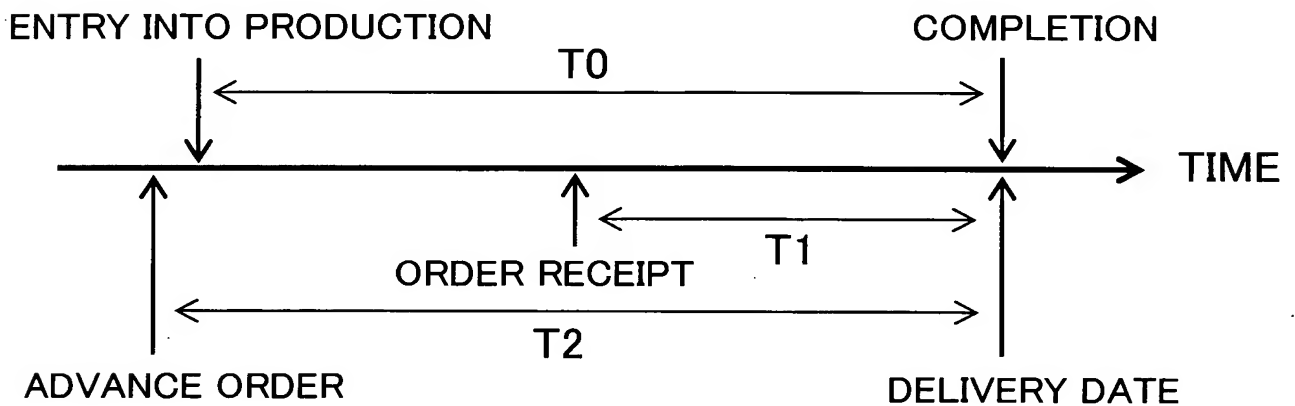 ENTRY INTO PRODUCTION
COMPLETION
T0
TIME
T1
ORDER RECEIPT
T2
ADVANCE ORDER
DELIVERY DATE